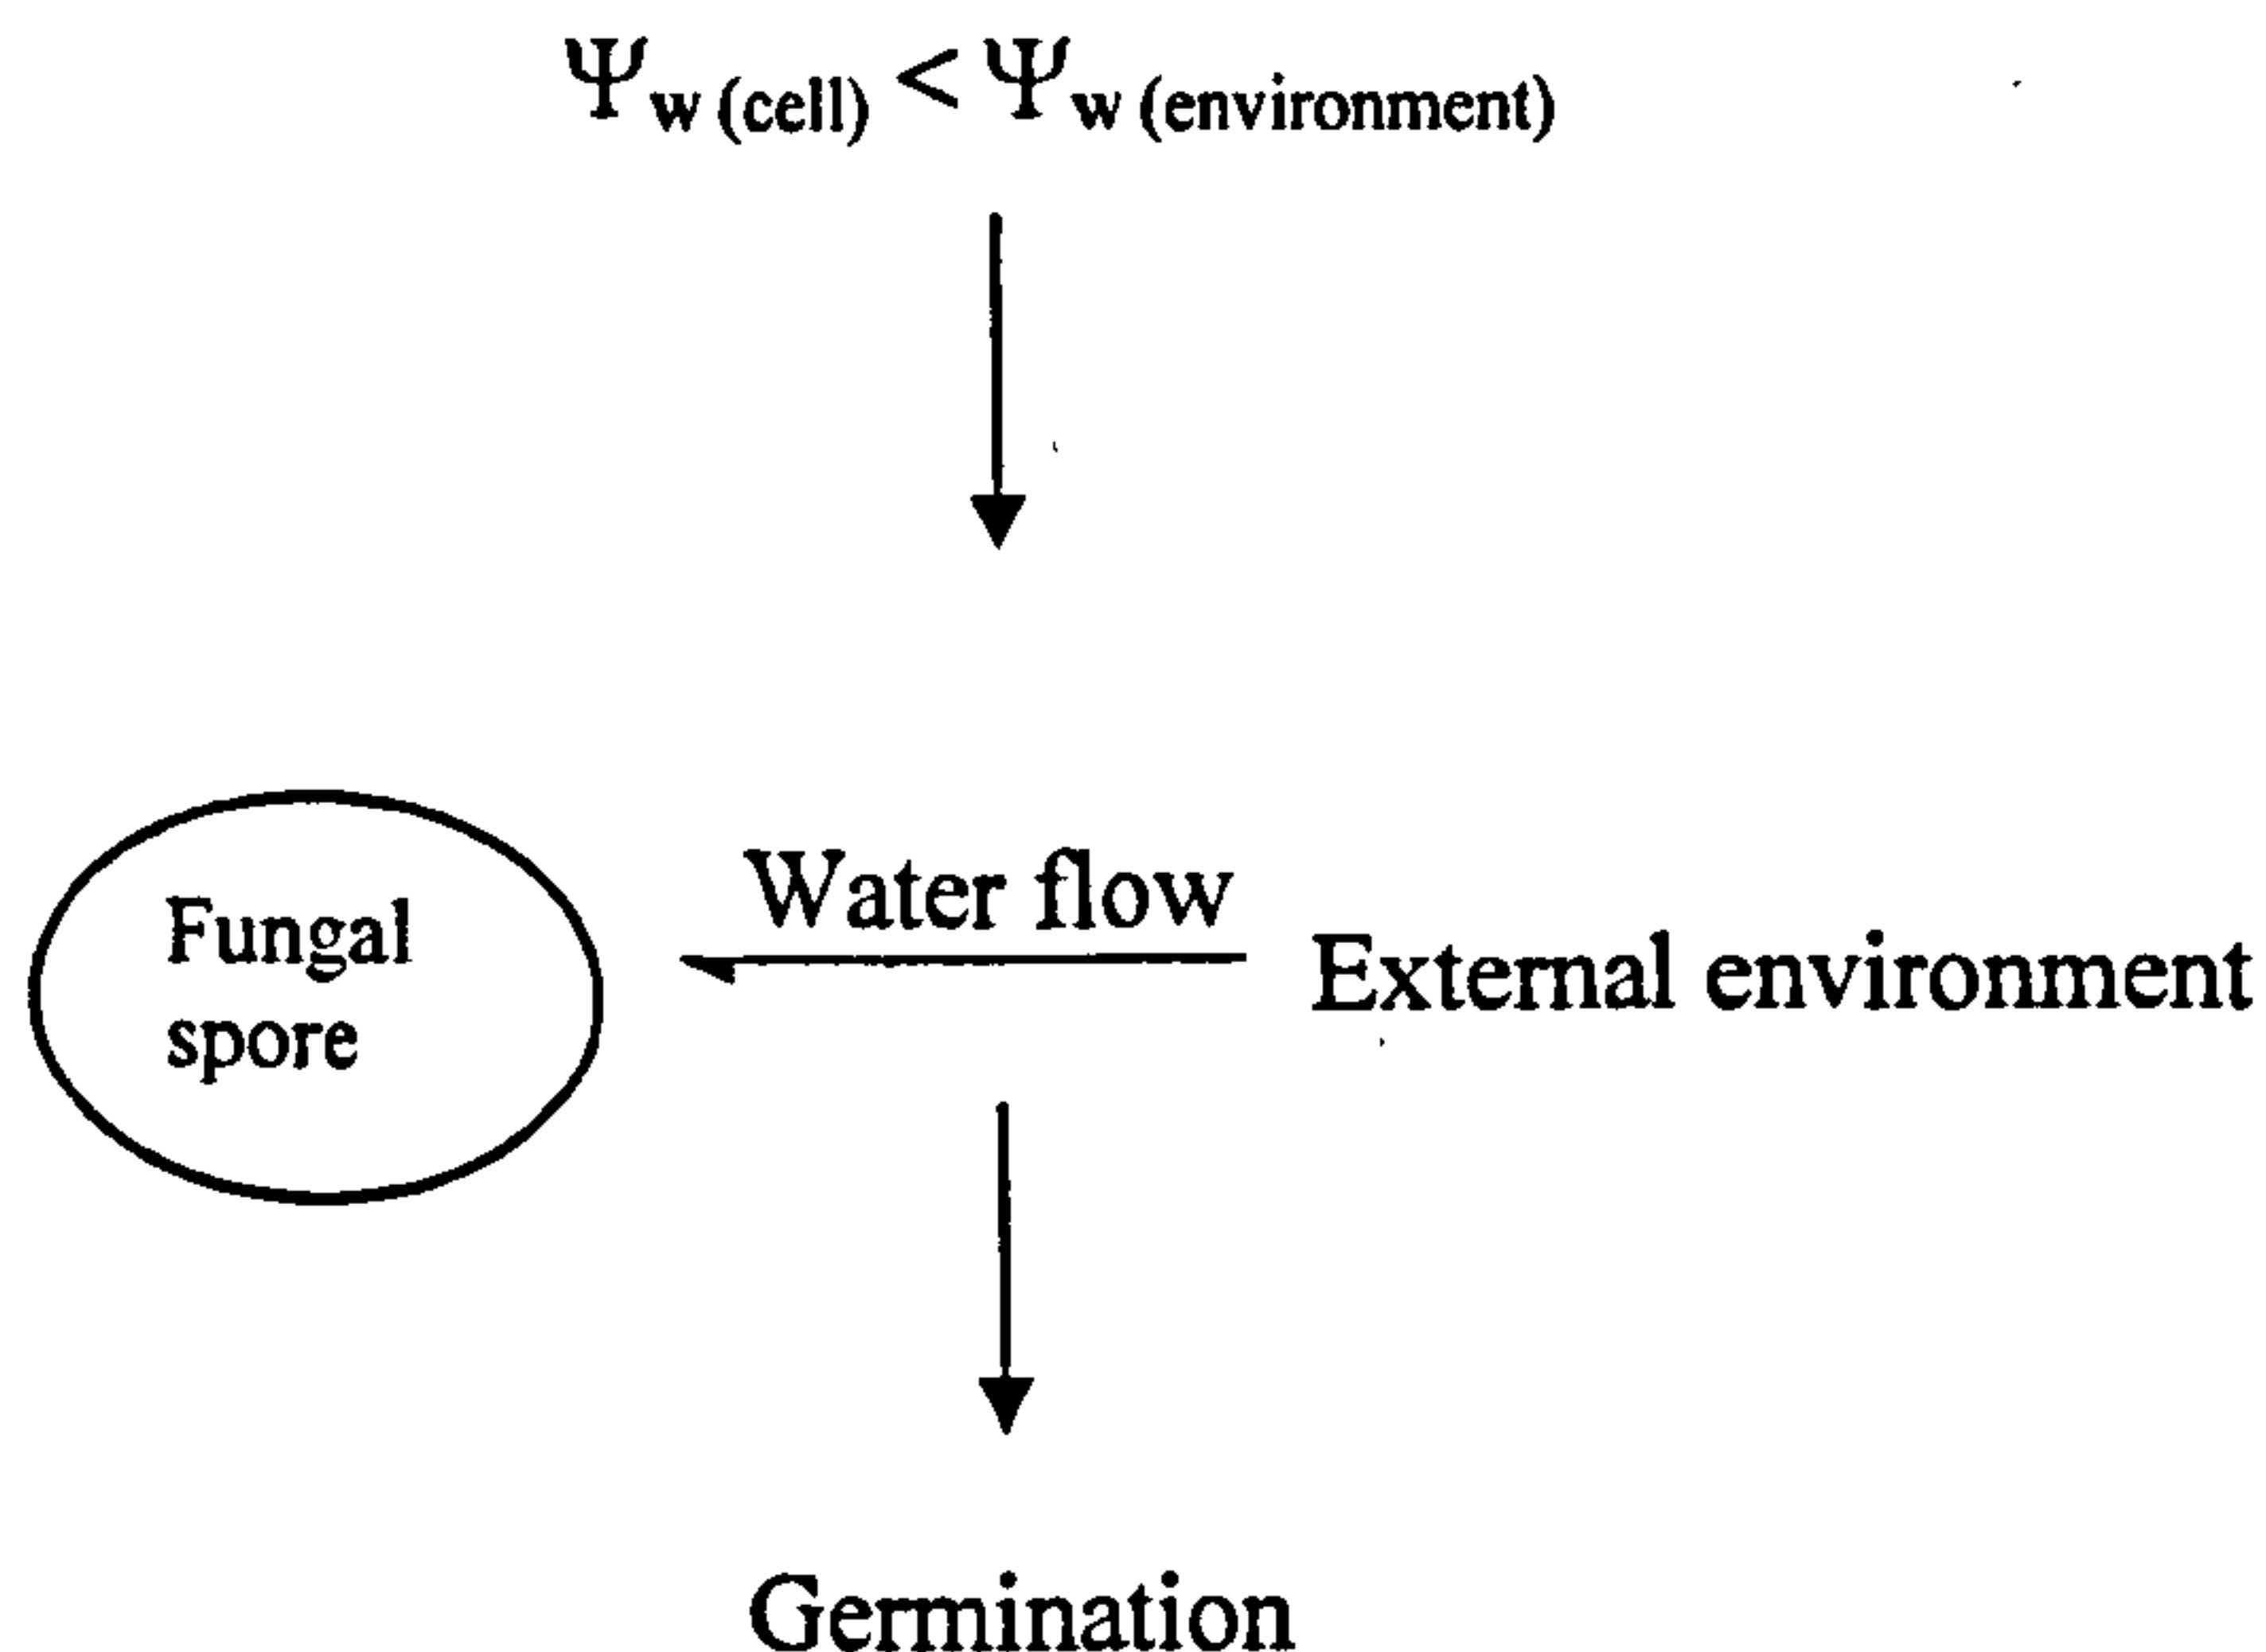 Ψw (cell) < Ψw (environment)
Water flow
Fungal
spore
External environment
Germination